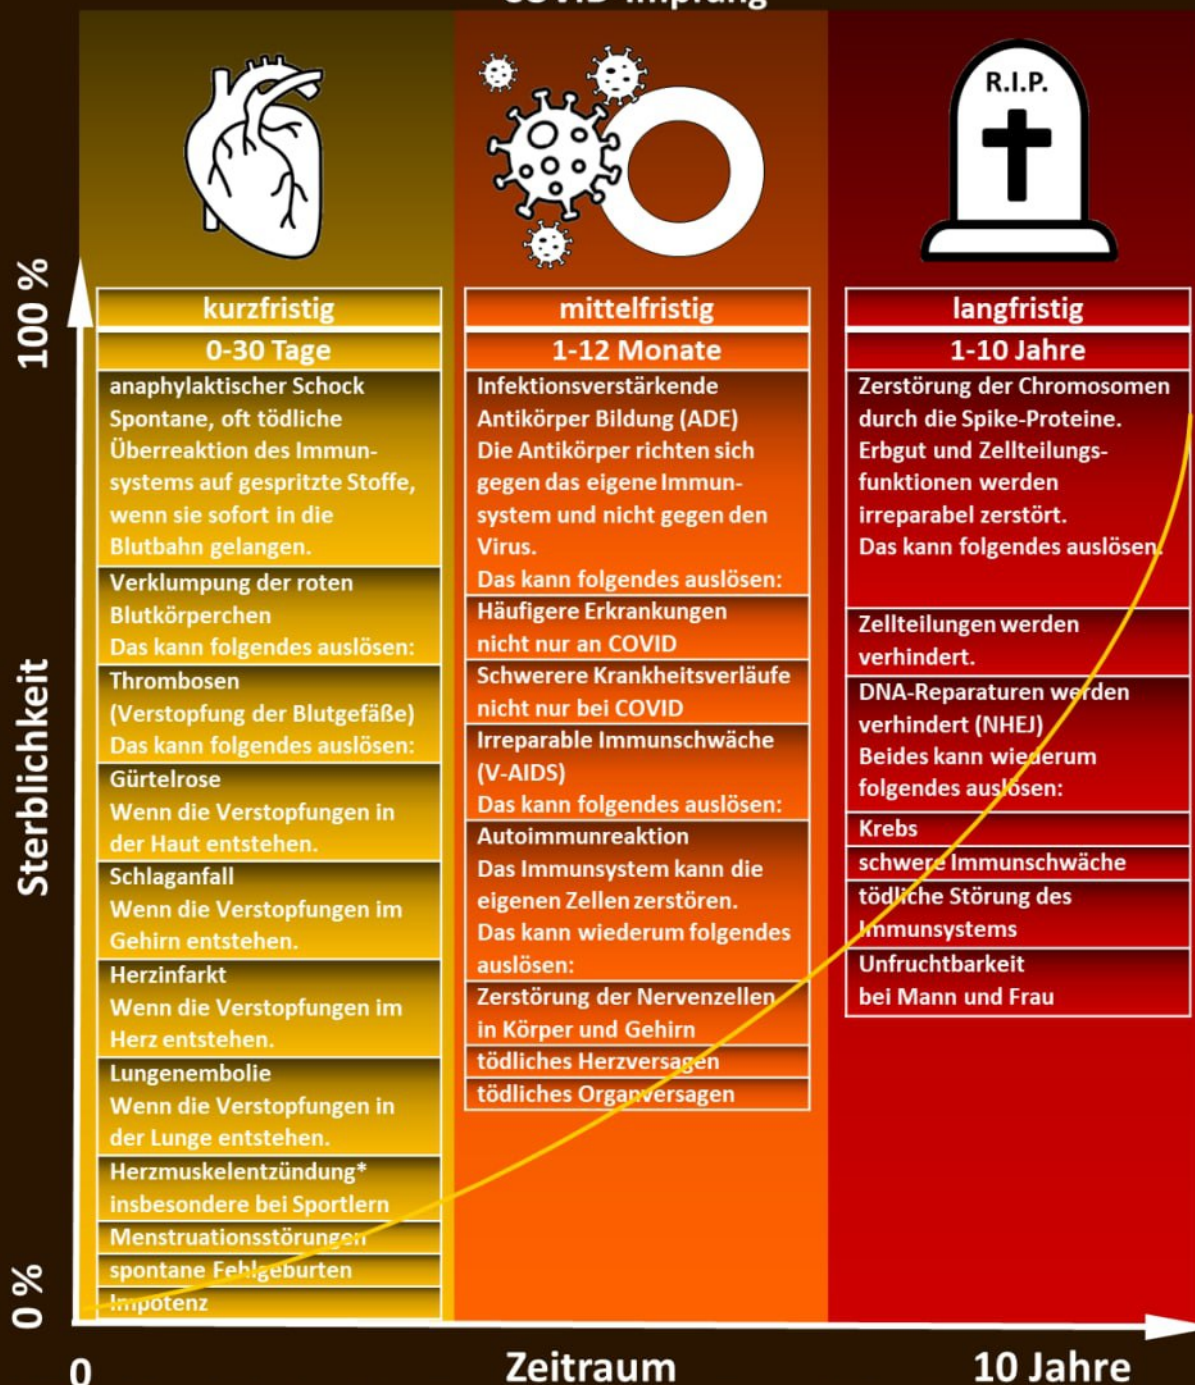 COVID-Impfung
R.I.P.
100 %
Sterblichkeit
0 %
kurzfristig
0-30 Tage
anaphylaktischer Schock
Spontane, oft tödliche
Überreaktion des Immun-
systems auf gespritzte Stoffe,
wenn sie sofort in die
Blutbahn gelangen.
Verklumpung der roten
Blutkörperchen
Das kann folgendes auslösen:
Thrombosen
(Verstopfung der Blutgefäße)
Das kann folgendes auslösen:
Gürtelrose
Wenn die Verstopfungen in
der Haut entstehen.
Schlaganfall
Wenn die Verstopfungen im
Gehirn entstehen.
Herzinfarkt
Wenn die Verstopfungen im
Herz entstehen.
Lungenembolie
Wenn die Verstopfungen in
der Lunge entstehen.
Herzmuskelentzündung*
insbesondere bei Sportlern
Menstruationsstörungen
spontane Fehlgeburten
Impotenz
mittelfristig
1-12 Monate
Infektionsverstärkende
Antikörper Bildung (ADE)
Die Antikörper richten sich
gegen das eigene Immun-
system und nicht gegen den
Virus.
Das kann folgendes auslösen:
Häufigere Erkrankungen
nicht nur an COVID
Schwerere Krankheitsverläufe
nicht nur bei COVID
Irreparable Immunschwäche
(V-AIDS)
Das kann folgendes auslösen:
Autoimmunreaktion
Das Immunsystem kann die
eigenen Zellen zerstören.
Das kann wiederum folgendes
auslösen:
Zerstörung der Nervenzellen
in Körper und Gehirn
tödliches Herzversagen
tödliches Organversagen
langfristig
1-10 Jahre
Zerstörung der Chromosomen
durch die Spike-Proteine.
Erbgut und Zellteilungs-
funktionen werden
irreparabel zerstört.
Das kann folgendes auslösen:
Zellteilungen werden
verhindert.
DNA-Reparaturen werden
verhindert (NHEJ)
Beides kann wiederum
folgendes auslösen:
Krebs
schwere Immunschwäche
tödliche Störung des
Immunsystems
Unfruchtbarkeit
bei Mann und Frau
0
Zeitraum
10 Jahre